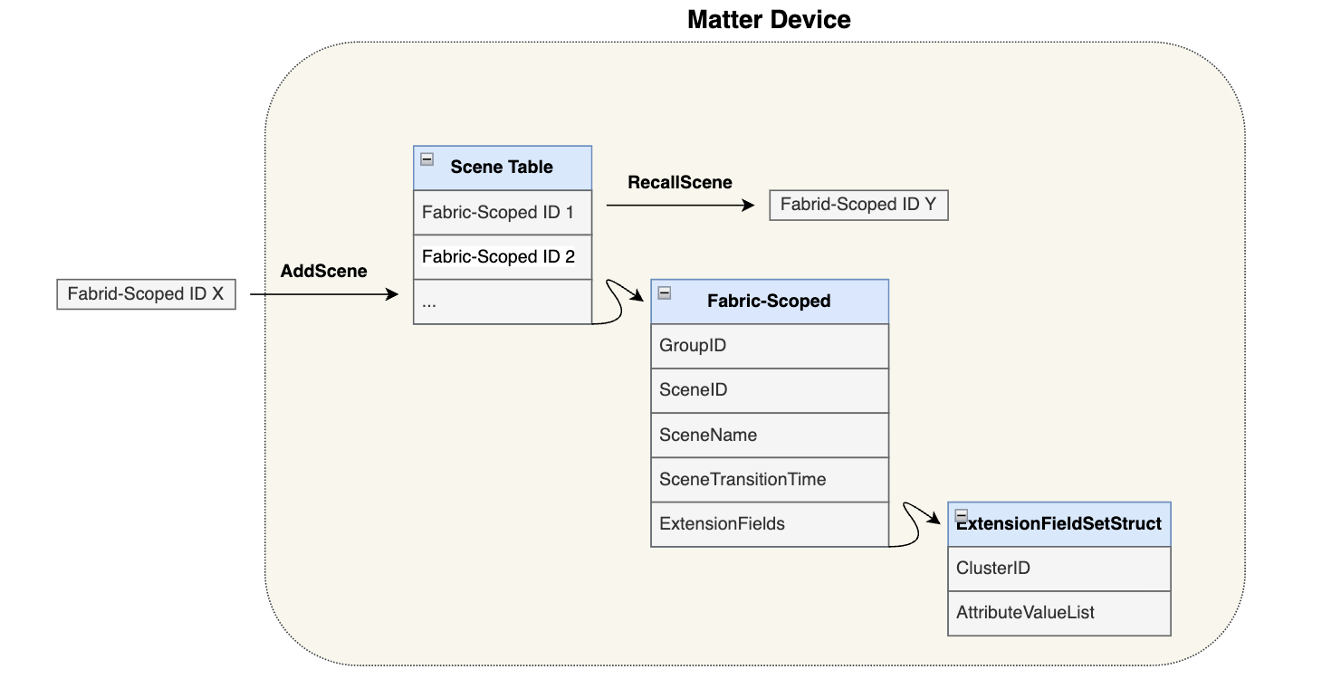 Matter Device
Scene Table
Fabric-Scoped ID 1
Fabric-Scoped ID 2
...
RecallScene
Fabrid-Scoped ID Y
AddScene
Fabrid-Scoped ID X
Fabric-Scoped
GroupID
SceneID
SceneName
SceneTransitionTime
ExtensionFields
ExtensionFieldSetStruct
ClusterID
AttributeValueList